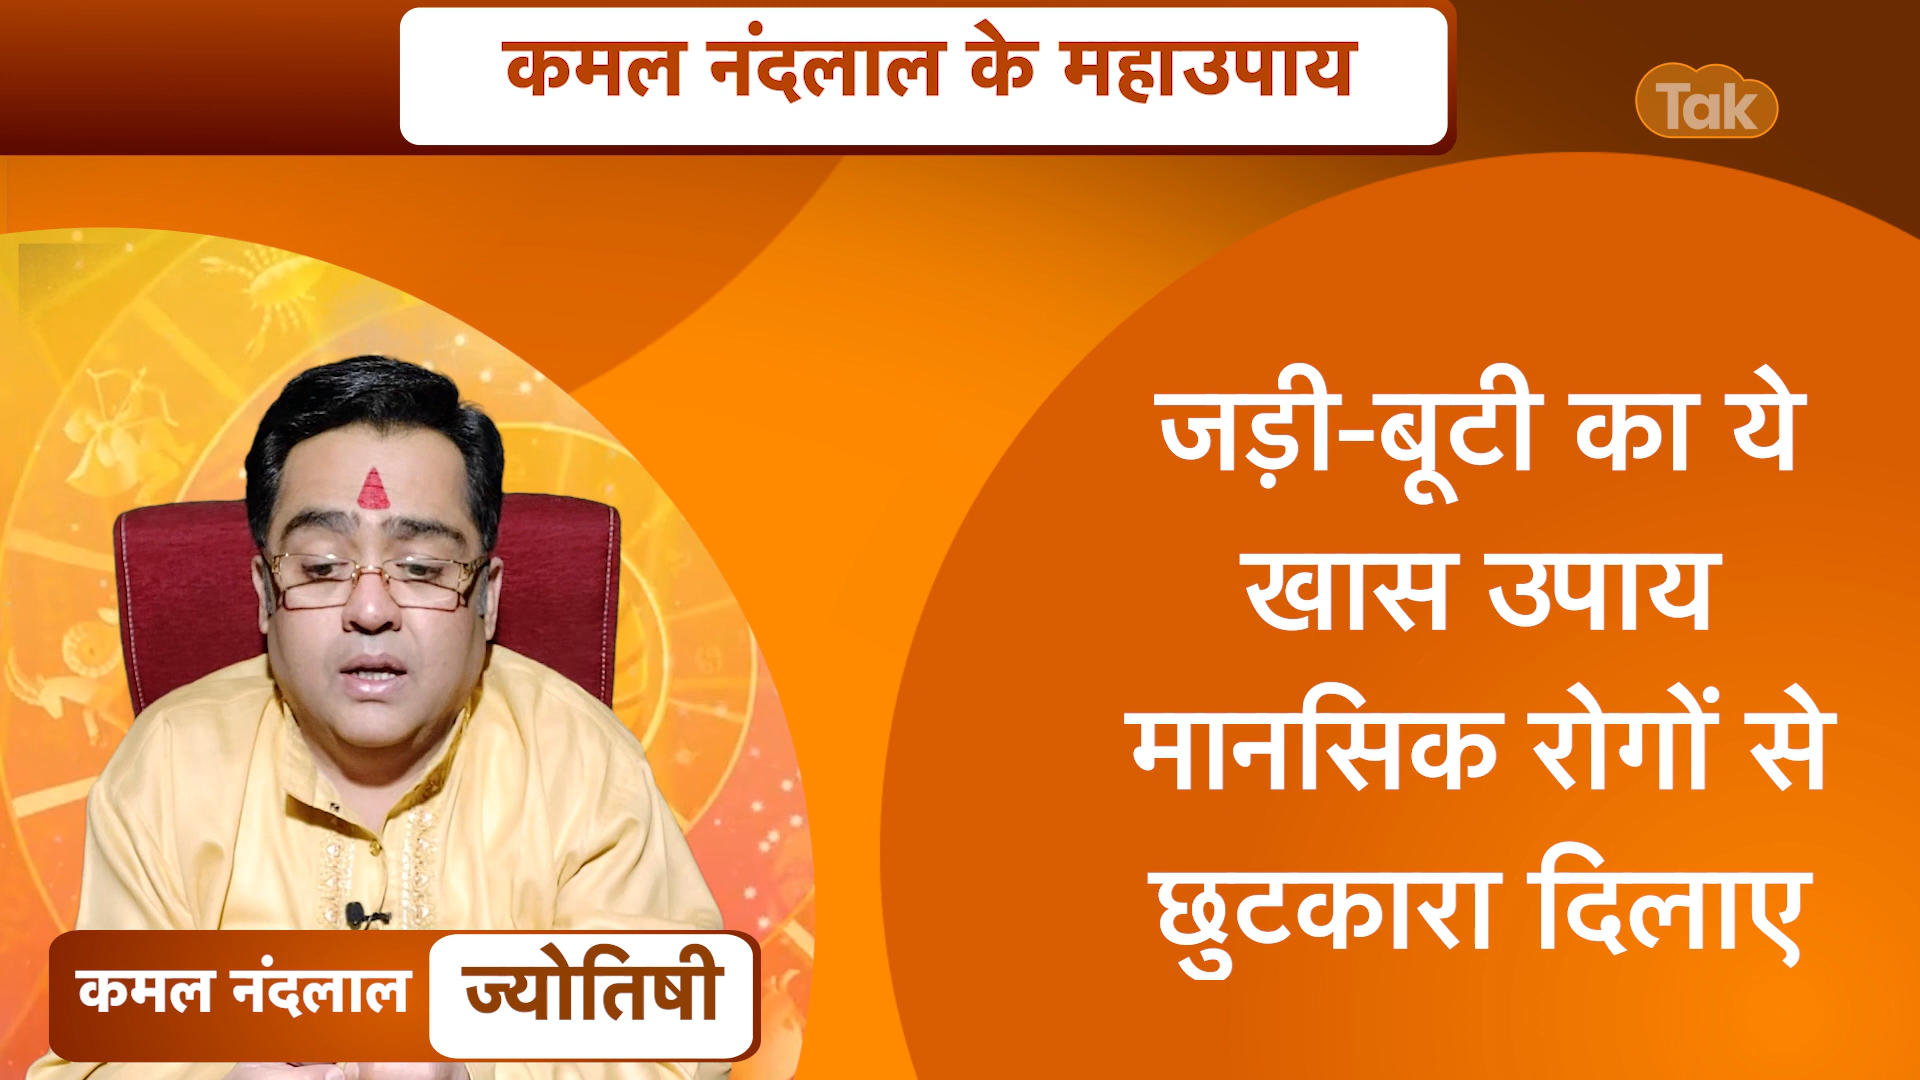 कमल नंदलाल के महाउपाय
Tak
जड़ी-बूटी का ये
खास उपाय
मानसिक रोगों से
छुटकारा दिलाए
कमल नंदलाल ज्योतिषी